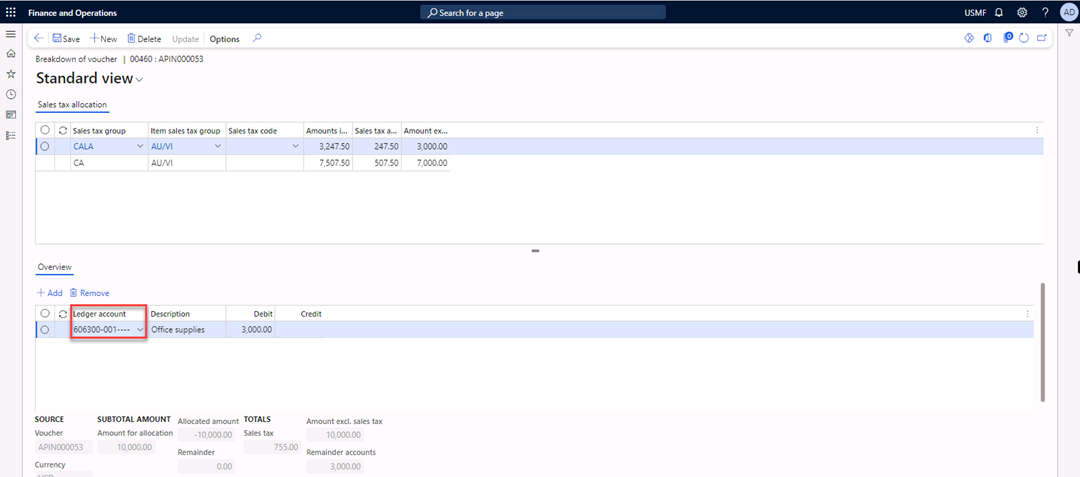 Finance and Operations
Search for a page
USMF
AD
Save
New
Delete
Update
Options
0
Breakdown of voucher | 00460 : APIN000053
Standard view
Sales tax allocation
Sales tax group Item sales tax group Sales tax code Amounts i... Sales tax a... Amount ex...
CALA AU/VI 3,247.50 247.50 3,000.00
CA AU/VI 7,507.50 507.50 7,000.00
Overview
Add Remove
Ledger account Description Debit Credit
606300-001---- Office supplies 3,000.00
SOURCE SUBTOTAL AMOUNT Allocated amount TOTALS Amount excl. sales tax
Voucher Amount for allocation -10,000.00 Sales tax 10,000.00
APIN000053 10,000.00 Remainder 755.00 Remainder accounts
Currency 0.00 3,000.00